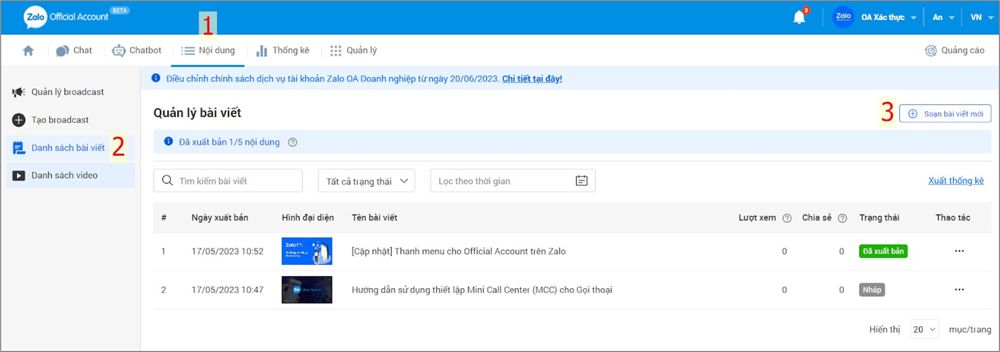 Zalo Official Account BETA
1
2
Zalo OA Xác thực An VN
Chat Chatbot Nội dung Thống kê Quản lý Quảng cáo
Điều chỉnh chính sách dịch vụ tài khoản Zalo OA Doanh nghiệp từ ngày 20/06/2023. Chi tiết tại đây!
Quản lý broadcast
Tạo broadcast
Danh sách bài viết 2
Danh sách video
Quản lý bài viết
3 Soạn bài viết mới
Đã xuất bản 1/5 nội dung ?
Tìm kiếm bài viết Tất cả trạng thái Lọc theo thời gian Xuất thống kê
# Ngày xuất bản Hình đại diện Tên bài viết Lượt xem ? Chia sẻ ? Trạng thái Thao tác
1 17/05/2023 10:52 Zalo [Cập nhật] Thanh menu cho Official Account trên Zalo 0 0 Đã xuất bản ...
2 17/05/2023 10:47 Zalo Official Account Hướng dẫn sử dụng thiết lập Mini Call Center (MCC) cho Gọi thoại 0 0 Nháp ...
Hiển thị 20 mục/trang